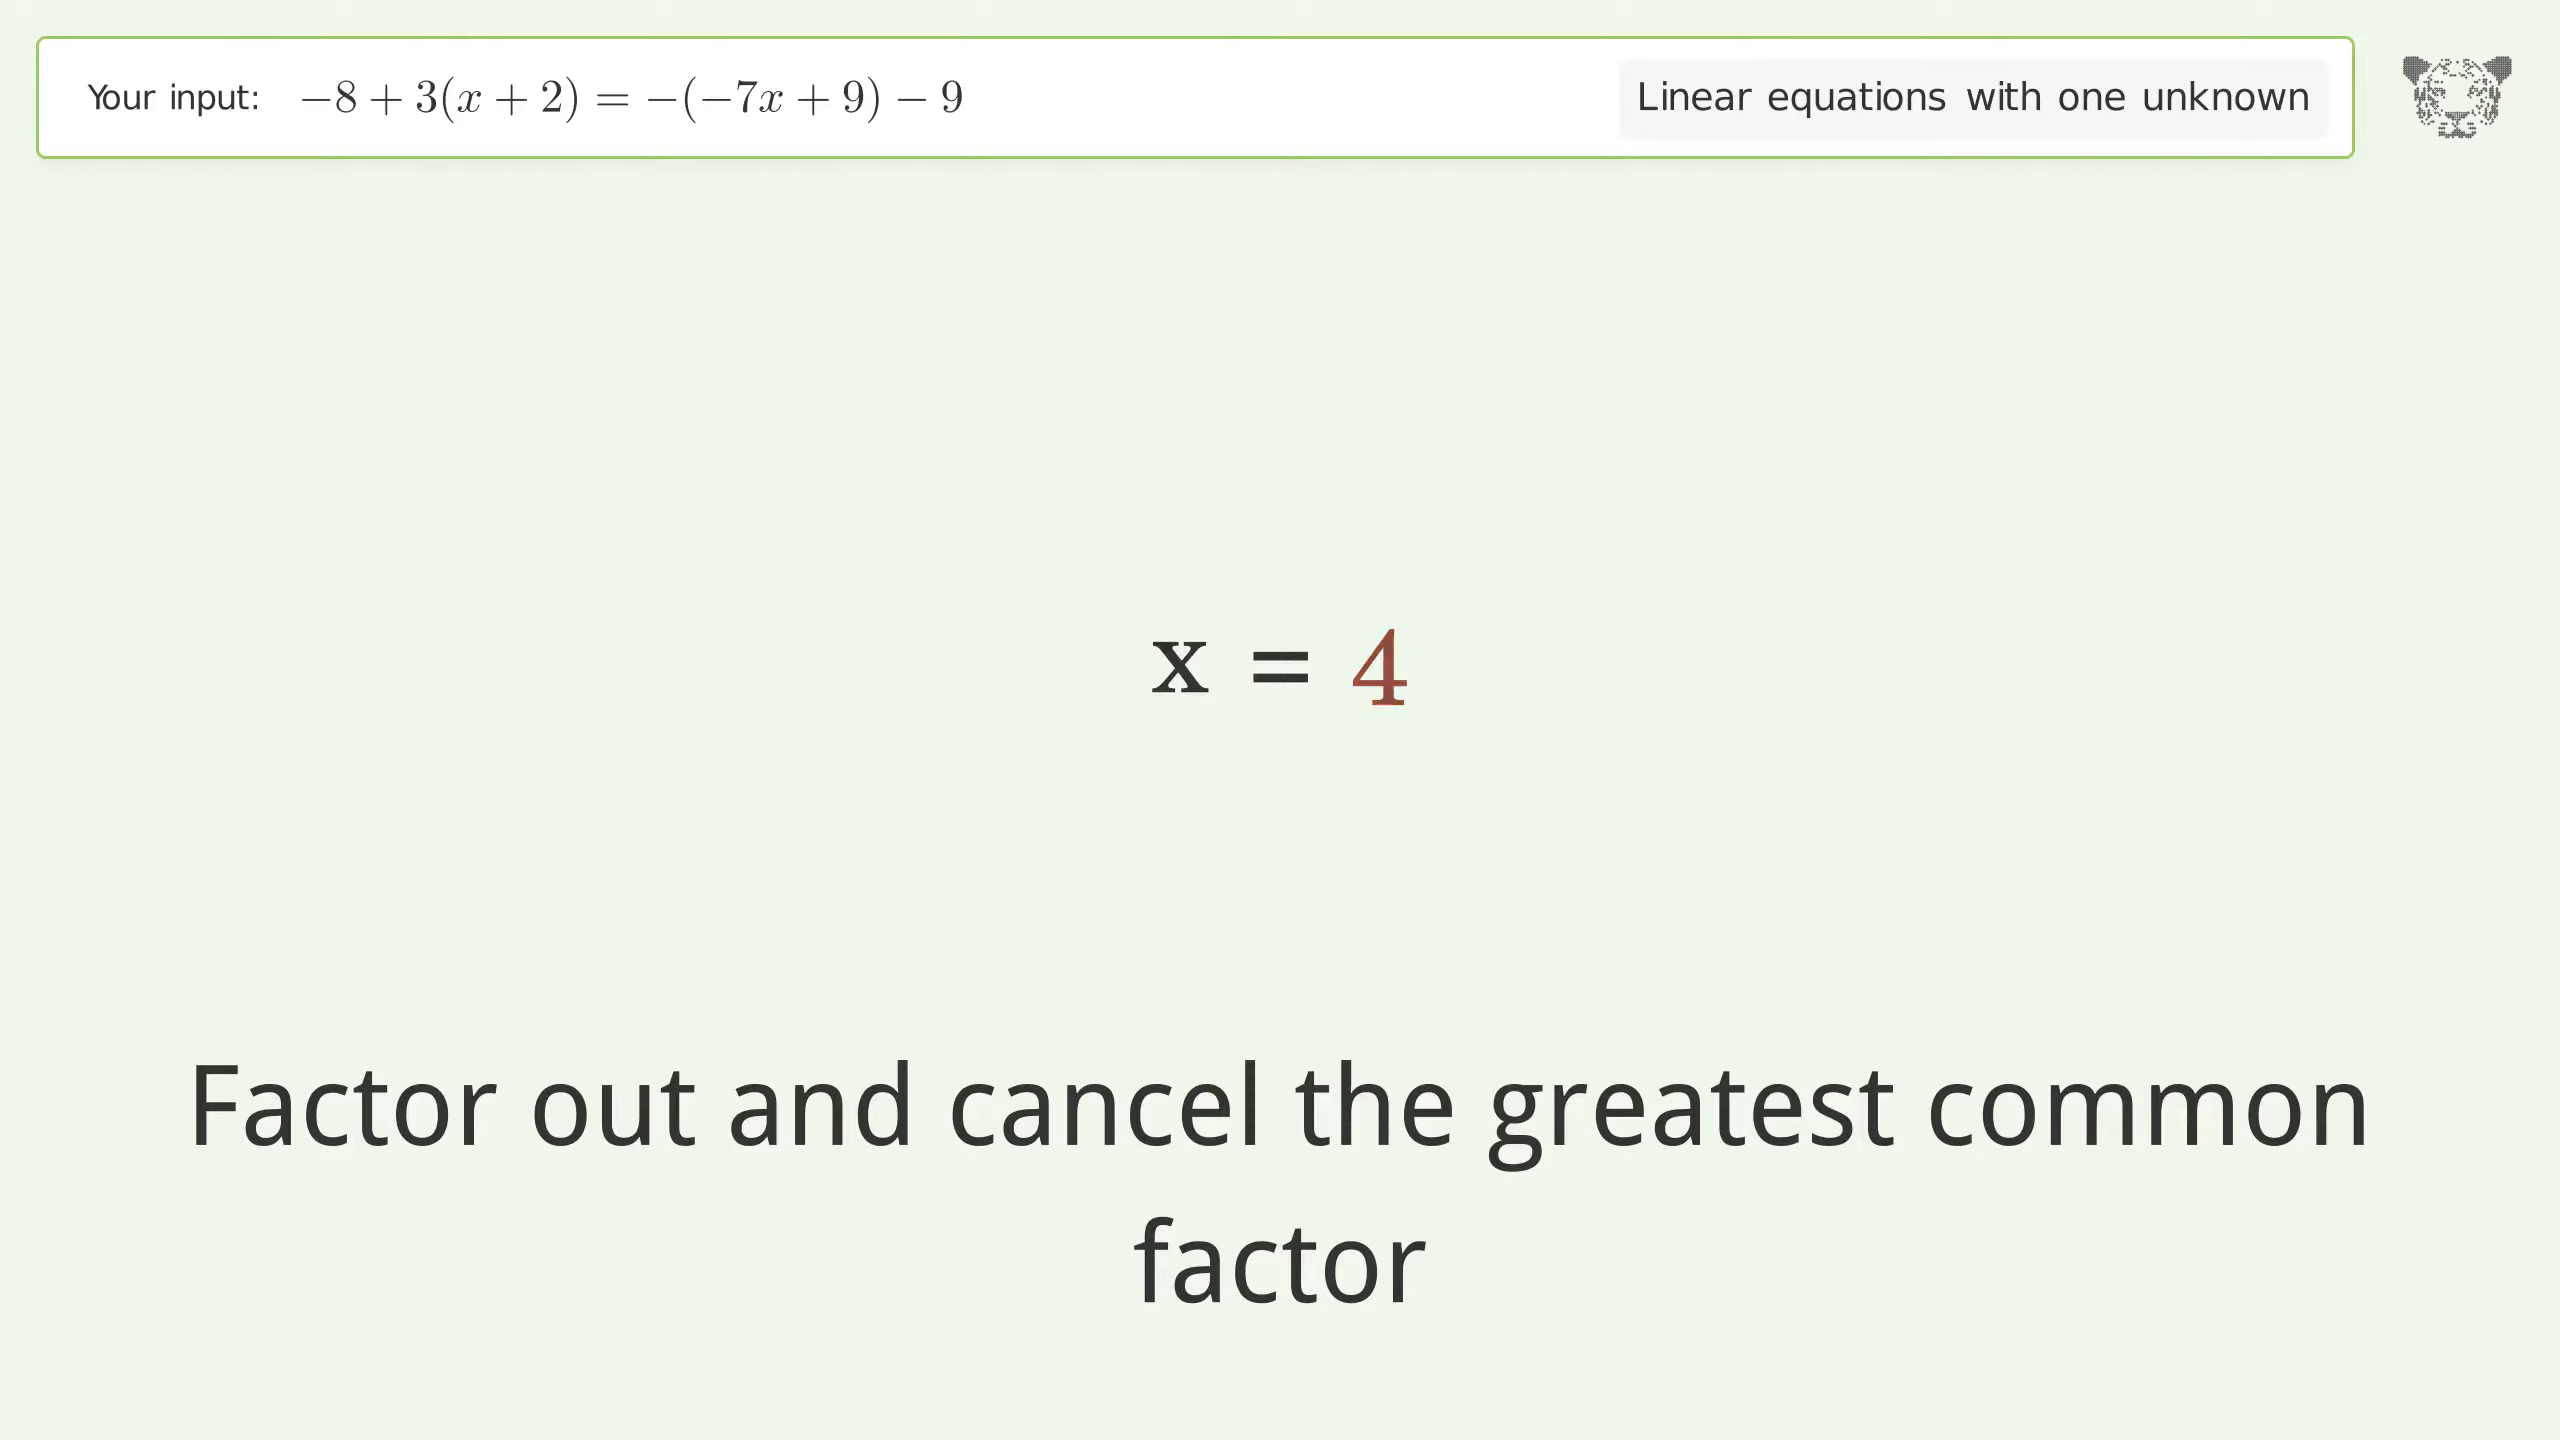 Your input: −8 + 3(x + 2) = −(−7x + 9) − 9
Linear equations with one unknown
x = 4
Factor out and cancel the greatest common
factor